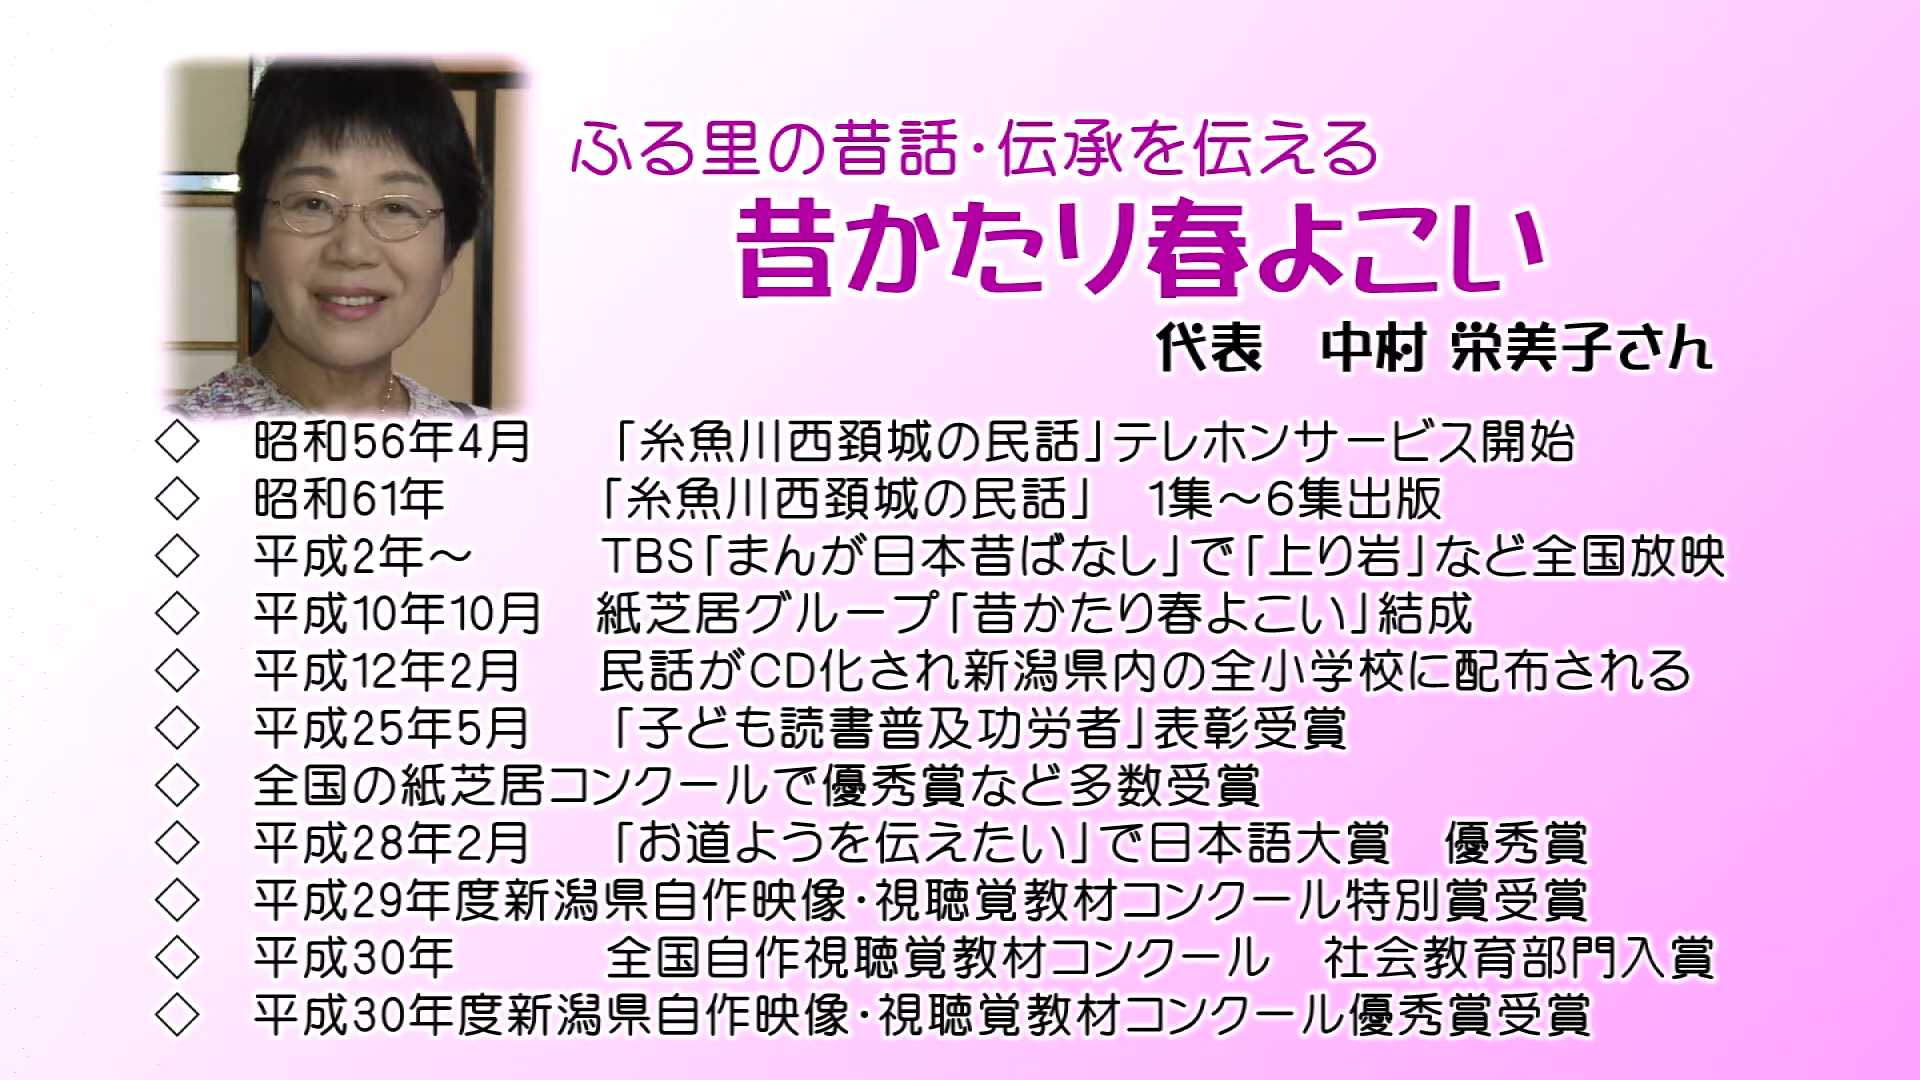 ふる里の昔話・伝承を伝える
昔かたり春よこい
代表　中村 栄美子さん
◇　昭和56年4月　「糸魚川西頚城の民話」テレホンサービス開始
◇　昭和61年　「糸魚川西頚城の民話」　1集～6集出版
◇　平成2年～　TBS「まんが日本昔ばなし」で「上り岩」など全国放映
◇　平成10年10月　紙芝居グループ「昔かたり春よこい」結成
◇　平成12年2月　民話がCD化され新潟県内の全小学校に配布される
◇　平成25年5月　「子ども読書普及功労者」表彰受賞
◇　全国の紙芝居コンクールで優秀賞など多数受賞
◇　平成28年2月　「お道ようを伝えたい」で日本語大賞　優秀賞
◇　平成29年度新潟県自作映像・視聴覚教材コンクール特別賞受賞
◇　平成30年　全国自作視聴覚教材コンクール　社会教育部門入賞
◇　平成30年度新潟県自作映像・視聴覚教材コンクール優秀賞受賞